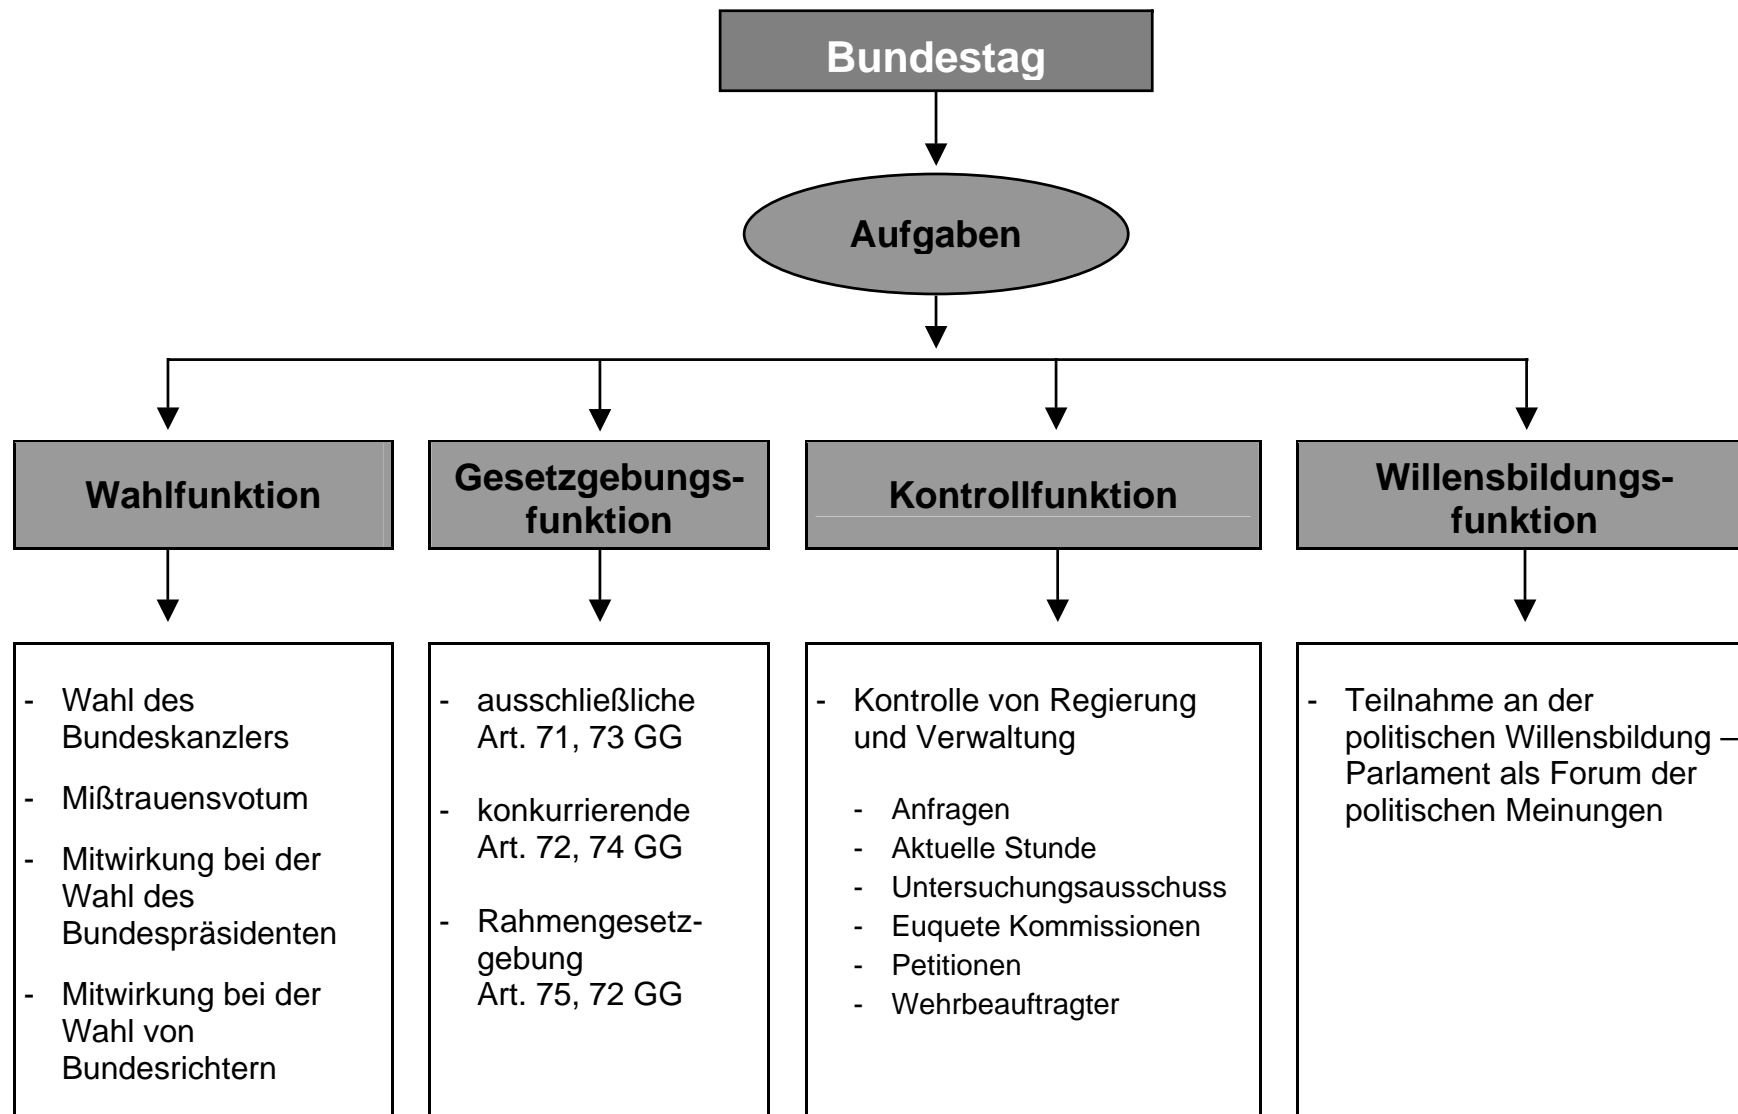 Bundestag
Aufgaben
Wahlfunktion
Gesetzgebungs-
funktion
Kontrollfunktion
Willensbildungs-
funktion
- Wahl des
Bundeskanzlers
- Mißtrauensvotum
- Mitwirkung bei der
Wahl des
Bundespräsidenten
- Mitwirkung bei der
Wahl von
Bundesrichtern
- ausschließliche
Art. 71, 73 GG
- konkurrierende
Art. 72, 74 GG
- Rahmengesetz-
gebung
Art. 75, 72 GG
- Kontrolle von Regierung
und Verwaltung
- Anfragen
- Aktuelle Stunde
- Untersuchungsausschuss
- Euquete Kommissionen
- Petitionen
- Wehrbeauftragter
- Teilnahme an der
politischen Willensbildung –
Parlament als Forum der
politischen Meinungen